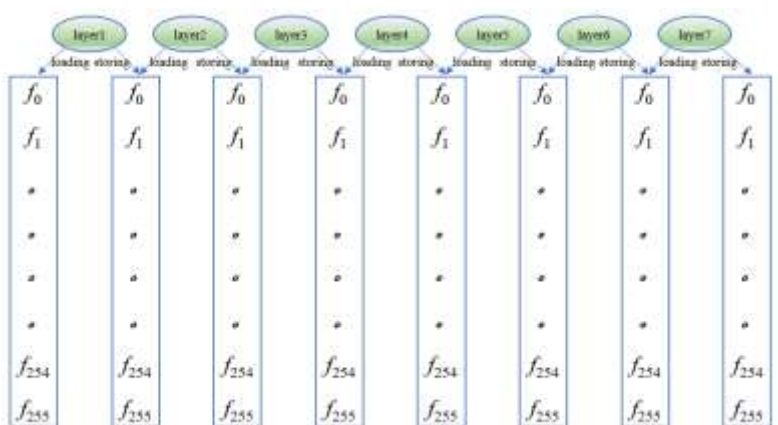 layer1 layer2 layer3 layer4 layer5 layer6 layer7
loading storing loading storing loading storing loading storing loading storing loading storing loading storing
f₀ f₀ f₀ f₀ f₀ f₀ f₀ f₀
f₁ f₁ f₁ f₁ f₁ f₁ f₁ f₁
f₂₅₄ f₂₅₄ f₂₅₄ f₂₅₄ f₂₅₄ f₂₅₄ f₂₅₄ f₂₅₄
f₂₅₅ f₂₅₅ f₂₅₅ f₂₅₅ f₂₅₅ f₂₅₅ f₂₅₅ f₂₅₅